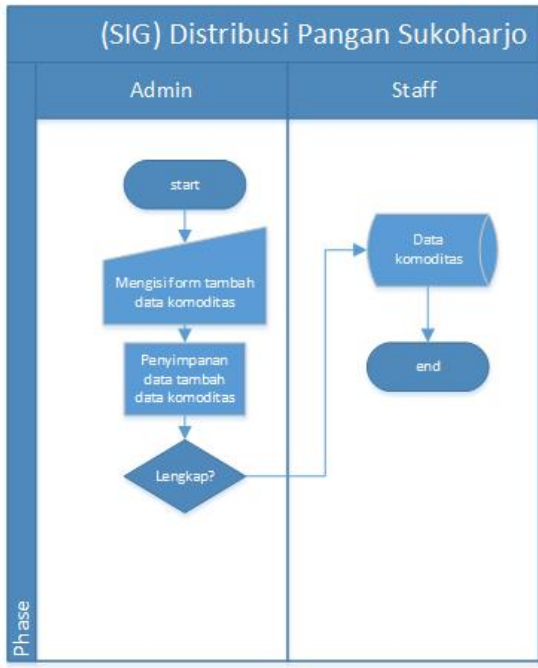 (SIG) Distribusi Pangan Sukoharjo
Admin
Staff
start
Mengisi form tambah
data komoditas
Penyimpanan
data tambah
data komoditas
Lengkap?
Data
komoditas
end
Phase